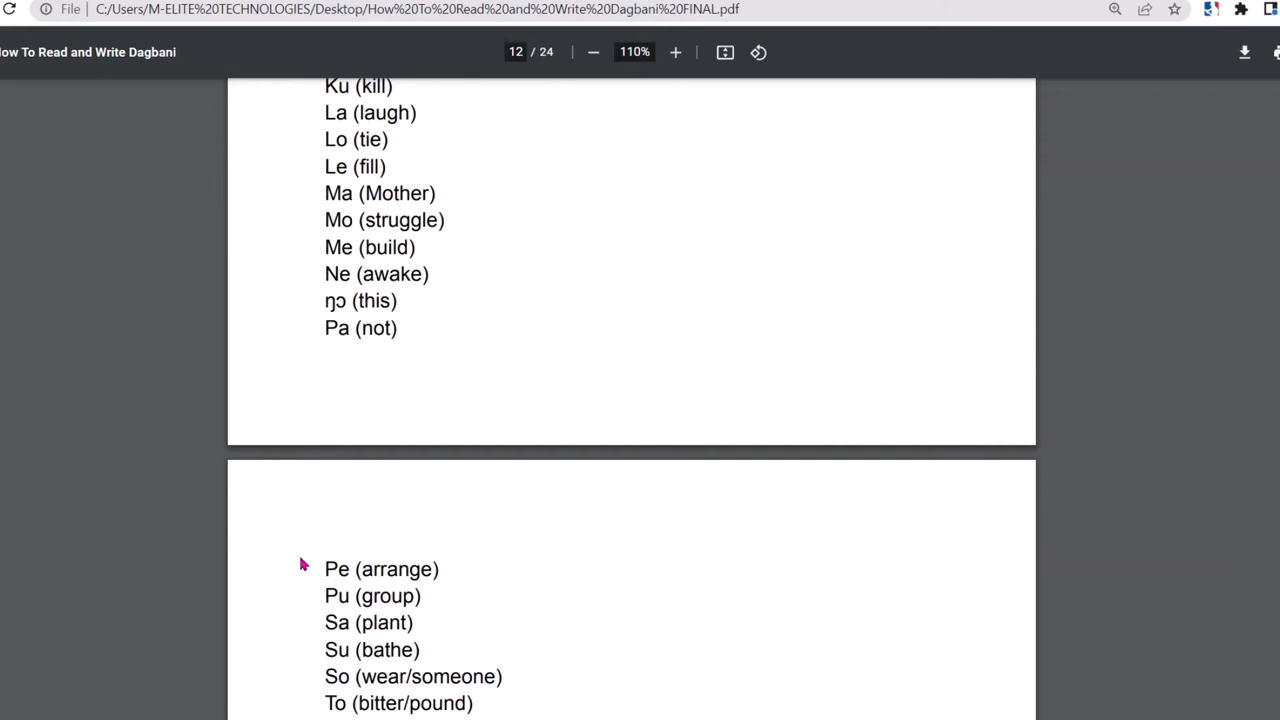 File | C:/Users/M-ELITE%20TECHNOLOGIES/Desktop/How%20To%20Read%20and%20Write%20Dagbani%20FINAL.pdf
ow To Read and Write Dagbani 12 / 24 110%
Ku (kill)
La (laugh)
Lo (tie)
Le (fill)
Ma (Mother)
Mo (struggle)
Me (build)
Ne (awake)
ŋɔ (this)
Pa (not)
Pe (arrange)
Pu (group)
Sa (plant)
Su (bathe)
So (wear/someone)
To (bitter/pound)